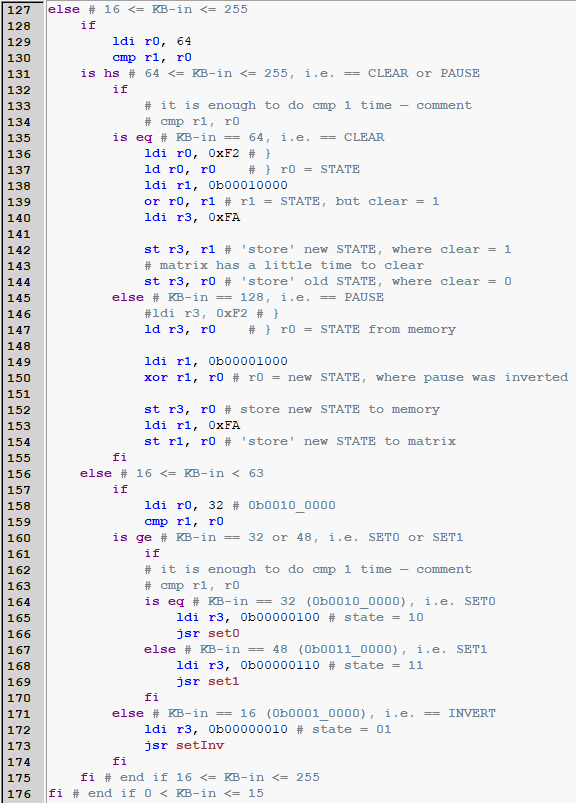 127 else # 16 <= KB-in <= 255
128     if
129         ldi r0, 64
130         cmp r1, r0
131     is hs # 64 <= KB-in <= 255, i.e. == CLEAR or PAUSE
132         if
133             # it is enough to do cmp 1 time — comment
134             # cmp r1, r0
135         is eq # KB-in == 64, i.e. == CLEAR
136             ldi r0, 0xF2 # }
137             ld r0, r0    # } r0 = STATE
138             ldi r1, 0b00010000
139             or r0, r1 # r1 = STATE, but clear = 1
140             ldi r3, 0xFA
141
142             st r3, r1 # 'store' new STATE, where clear = 1
143             # matrix has a little time to clear
144             st r3, r0 # 'store' old STATE, where clear = 0
145         else # KB-in == 128, i.e. == PAUSE
146             #ldi r3, 0xF2 # }
147             ld r3, r0    # } r0 = STATE from memory
148
149             ldi r1, 0b00001000
150             xor r1, r0 # r0 = new STATE, where pause was inverted
151
152             st r3, r0 # store new STATE to memory
153             ldi r1, 0xFA
154             st r1, r0 # 'store' new STATE to matrix
155         fi
156     else # 16 <= KB-in < 63
157         if
158             ldi r0, 32 # 0b0010_0000
159             cmp r1, r0
160         is ge # KB-in == 32 or 48, i.e. SET0 or SET1
161             if
162             # it is enough to do cmp 1 time — comment
163             # cmp r1, r0
164             is eq # KB-in == 32 (0b0010_0000), i.e. SET0
165                 ldi r3, 0b00000100 # state = 10
166                 jsr set0
167             else # KB-in == 48 (0b0011_0000), i.e. SET1
168                 ldi r3, 0b00000110 # state = 11
169                 jsr set1
170             fi
171         else # KB-in == 16 (0b0001_0000), i.e. == INVERT
172             ldi r3, 0b00000010 # state = 01
173             jsr setInv
174         fi
175     fi # end if 16 <= KB-in <= 255
176 fi # end if 0 < KB-in <= 15